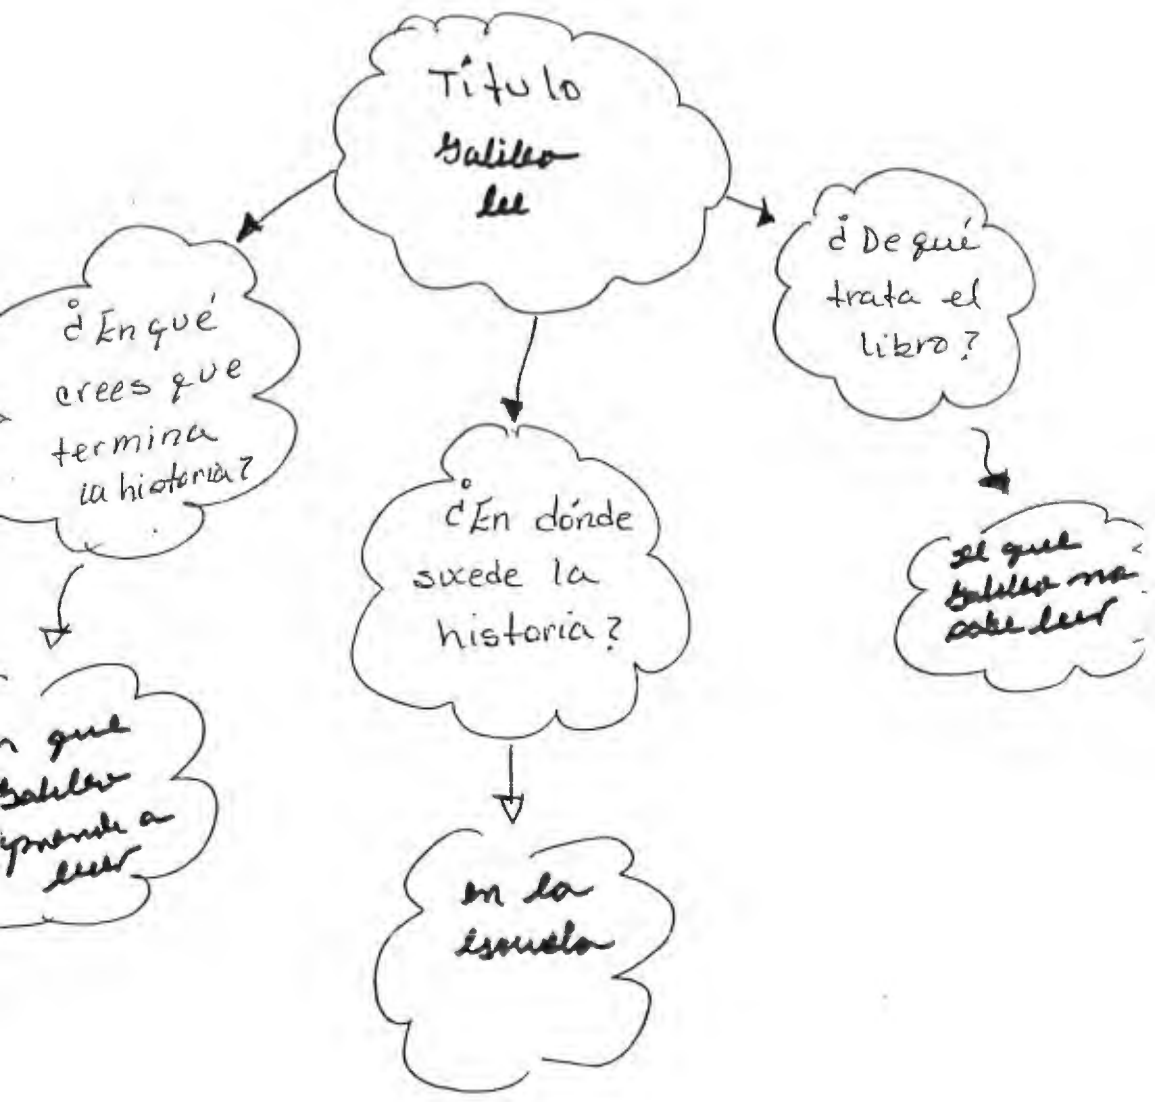 Título
Galileo
lee
¿En qué
crees que
termina
la historia?
¿En dónde
sucede la
historia?
¿De qué
trata el
libro?
el que
Galileo no
sabe leer
n que
Galileo
aprende a
leer
en la
escuela